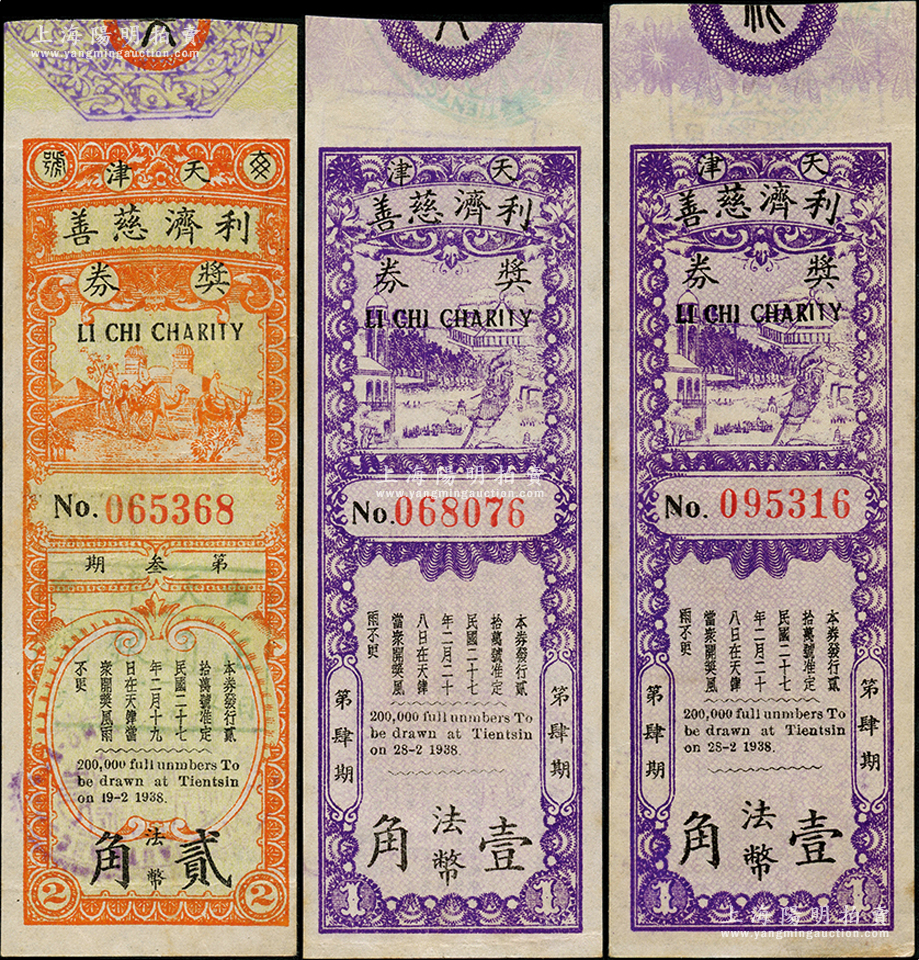 上海陽明拍賣
www.yangmingauction.com
號 津 天 每
善慈濟利
券 獎
LI CHI CHARITY
No. 065368
期 叁 第
本券發行貳
拾萬號准定
民國二十七
年二月十九
日在天津當
衆開獎風雨
不更
200,000 full unmbers To
be drawn at Tientsin
on 19-2 1938.
角 法幣 貳
2 2
津 天
善慈濟利
券 獎
LI CHI CHARITY
No. 068076
本券發行貳
拾萬號准定
民國二十七
年二月二十
八日在天津
當衆開獎風
雨不更
第肆期
第肆期
200,000 full unmbers To
be drawn at Tientsin
on 28-2 1938.
角 法幣 壹
1 1
上海陽明拍賣
www.yangmingauction.com
津 天
善慈濟利
券 獎
LI CHI CHARITY
No. 095316
本券發行貳
拾萬號准定
民國二十七
年二月二十
八日在天津
當衆開獎風
雨不更
第肆期
第肆期
200,000 full unmbers To
be drawn at Tientsin
on 28-2 1938.
角 法幣 壹
1 1
上海陽明拍賣
www.yangmingauction.com